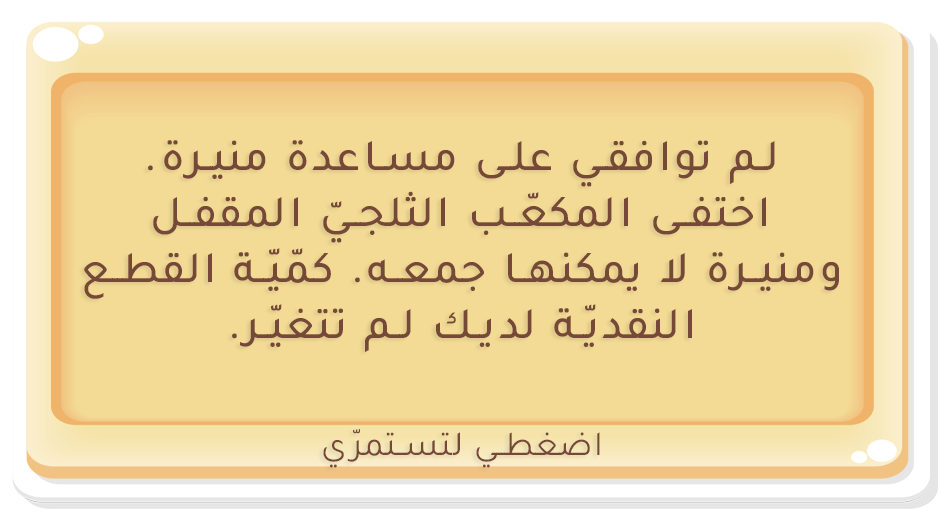 لم توافقي على مساعدة منيرة.
اختفى المكعّب الثلجيّ المقفل
ومنيرة لا يمكنها جمعه. كمّيّة القطع
النقديّة لديك لم تتغيّر.
اضغطي لتستمرّي